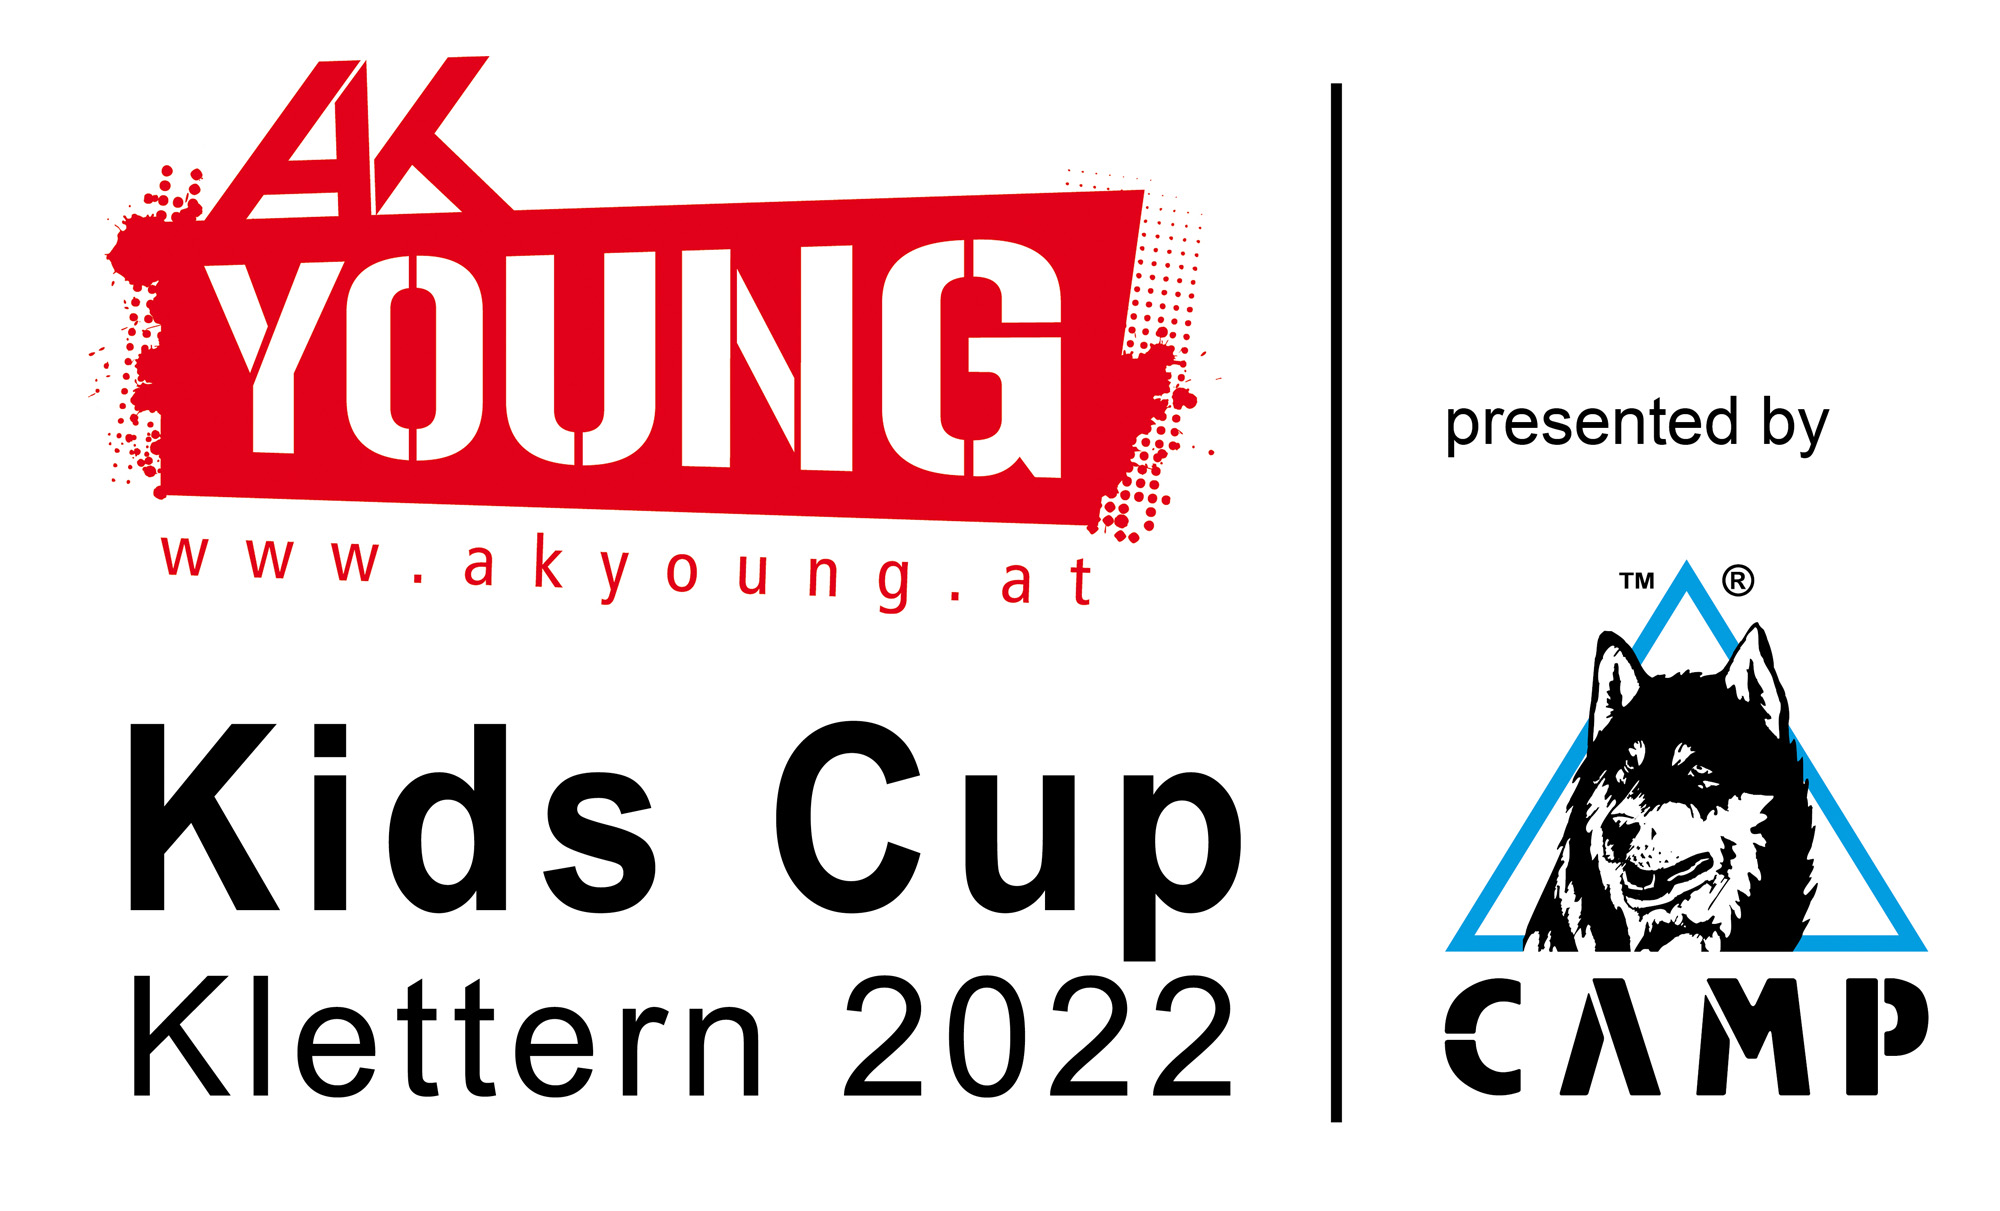 AK
YOUNG
www.akyoung.at
Kids Cup
Klettern 2022
presented by
TM ®
CAMP